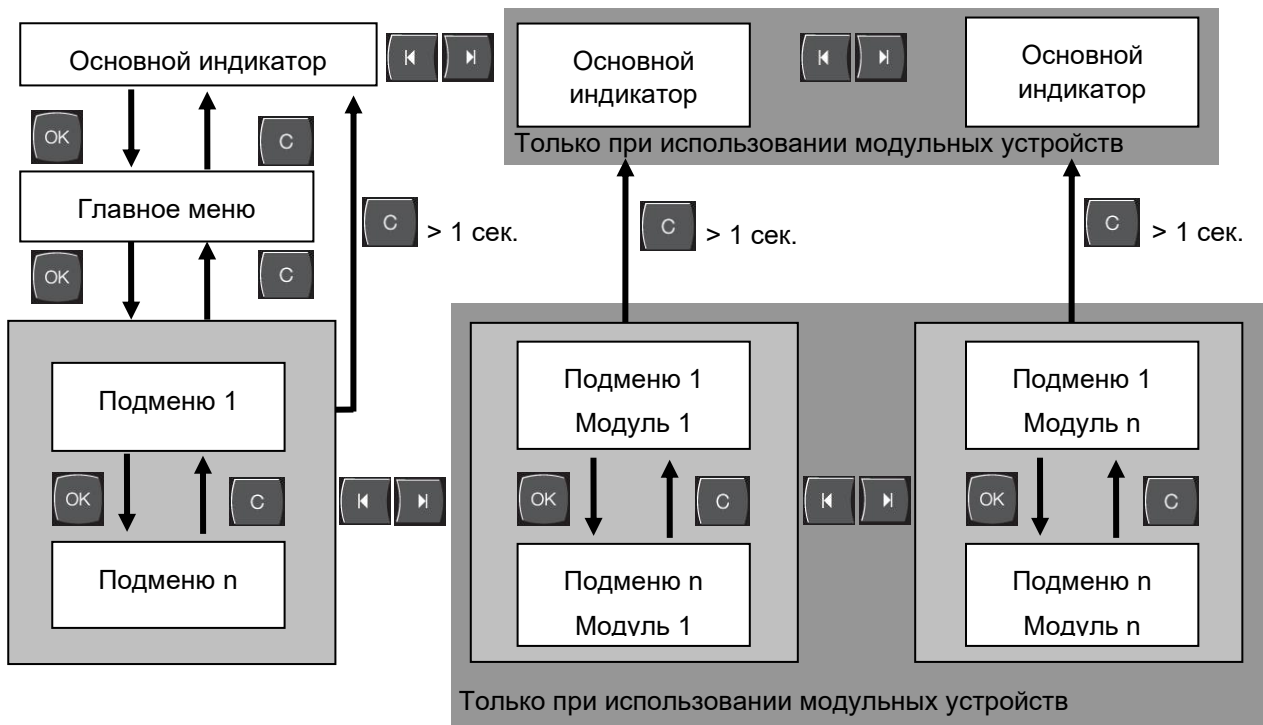 Основной индикатор
Основной
индикатор
Основной
индикатор
Только при использовании модульных устройств
OK
C
Главное меню
C
> 1 сек.
C
> 1 сек.
C
> 1 сек.
OK
C
Подменю 1
Подменю 1
Модуль 1
Подменю 1
Модуль n
OK
C
OK
C
OK
C
Подменю n
Подменю n
Модуль 1
Подменю n
Модуль n
Только при использовании модульных устройств